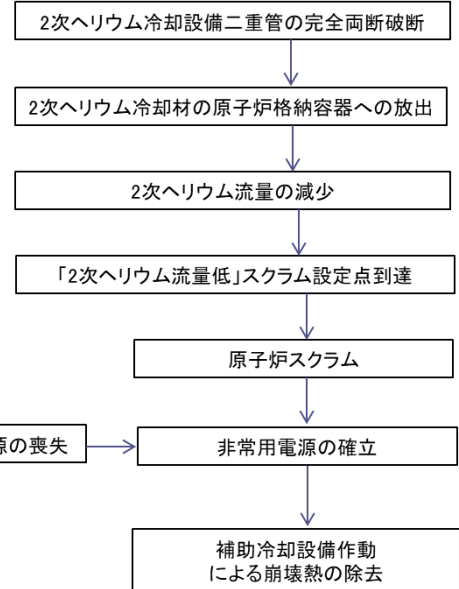 2次ヘリウム冷却設備二重管の完全両断破断
2次ヘリウム冷却材の原子炉格納容器への放出
2次ヘリウム流量の減少
「2次ヘリウム流量低」スクラム設定点到達
原子炉スクラム
源の喪失
非常用電源の確立
補助冷却設備作動
による崩壊熱の除去